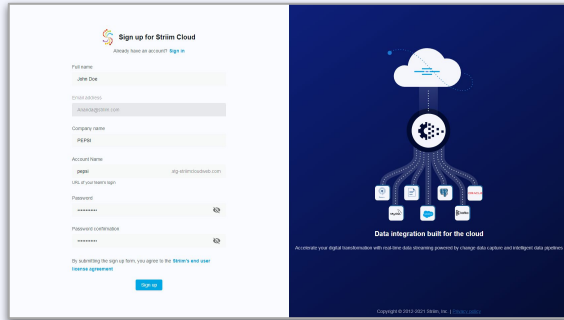 Sign up for Striim Cloud
Already have an account? Sign in
Full name
John Doe
Email address
Company name
PEPSI
Account Name
pepsi
URL of your team's login
Password
••••••••••••
Password confirmation
••••••••••••
By submitting the sign up form, you agree to the Striim's end user
license agreement
Sign up
Data integration built for the cloud
Accelerate your digital transformation with real-time data streaming powered by change data capture and intelligent data pipelines
Copyright © 2012-2021 Striim, Inc. | Privacy policy